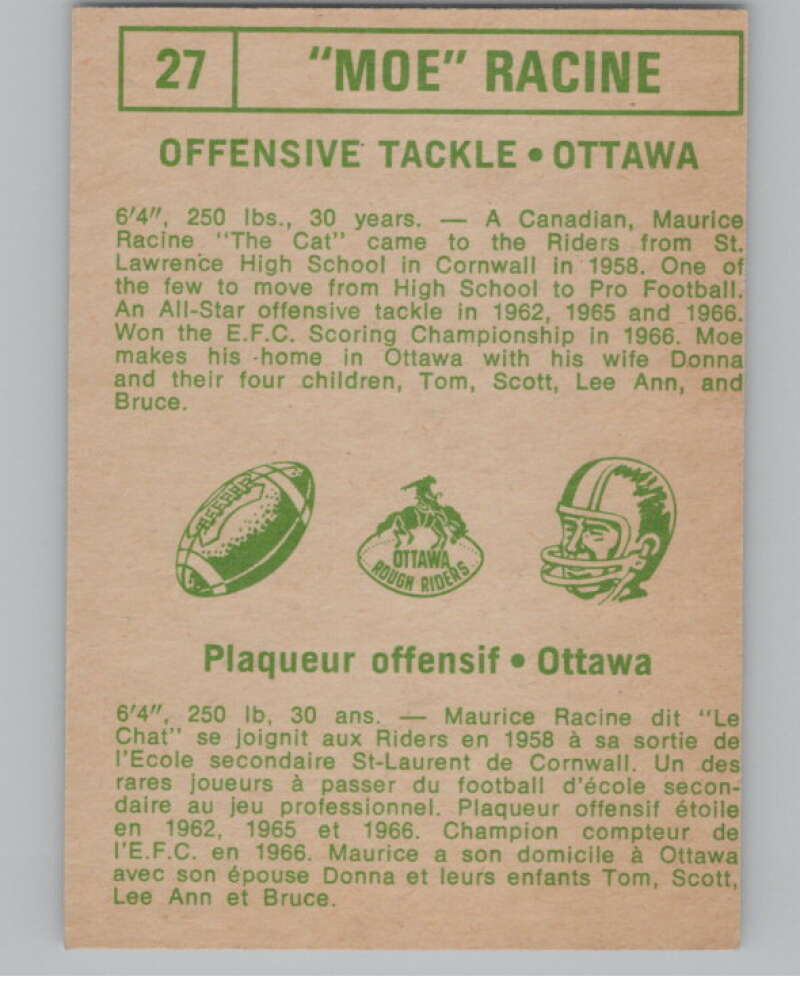 27 "MOE" RACINE
OFFENSIVE TACKLE • OTTAWA
6'4", 250 lbs., 30 years. — A Canadian, Maurice
Racine "The Cat" came to the Riders from St.
Lawrence High School in Cornwall in 1958. One of
the few to move from High School to Pro Football.
An All-Star offensive tackle in 1962, 1965 and 1966.
Won the E.F.C. Scoring Championship in 1966. Moe
makes his home in Ottawa with his wife Donna
and their four children, Tom, Scott, Lee Ann, and
Bruce.
OTTAWA
ROUGH RIDERS
Plaqueur offensif • Ottawa
6'4", 250 lb, 30 ans. — Maurice Racine dit "Le
Chat" se joignit aux Riders en 1958 à sa sortie de
l'Ecole secondaire St-Laurent de Cornwall. Un des
rares joueurs à passer du football d'école secon-
daire au jeu professionnel. Plaqueur offensif étoile
en 1962, 1965 et 1966. Champion compteur de
l'E.F.C. en 1966. Maurice a son domicile à Ottawa
avec son épouse Donna et leurs enfants Tom, Scott,
Lee Ann et Bruce.